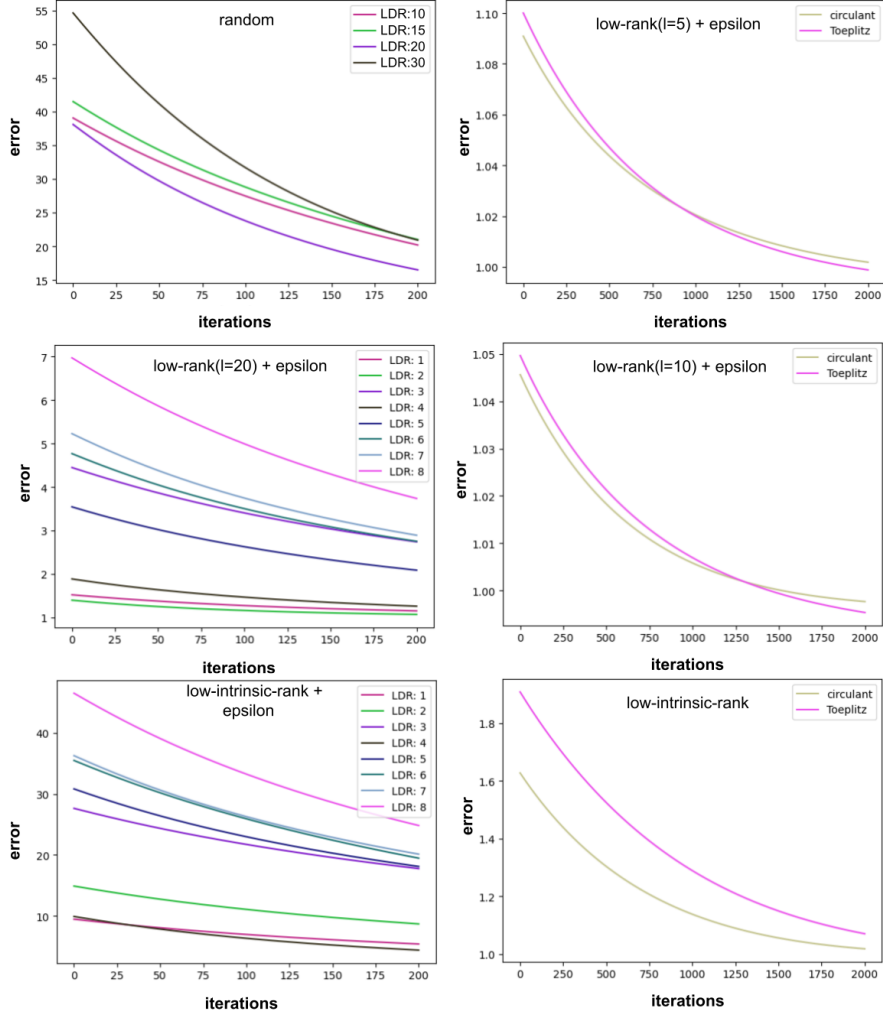 random
LDR:10
LDR:15
LDR:20
LDR:30
error
55
50
45
40
35
30
25
20
15
0 25 50 75 100 125 150 175 200
iterations
low-rank(l=5) + epsilon
circulant
Toeplitz
error
1.10
1.08
1.06
1.04
1.02
1.00
0 250 500 750 1000 1250 1500 1750 2000
iterations
low-rank(l=20) + epsilon
LDR: 1
LDR: 2
LDR: 3
LDR: 4
LDR: 5
LDR: 6
LDR: 7
LDR: 8
error
7
6
5
4
3
2
1
0 25 50 75 100 125 150 175 200
iterations
low-rank(l=10) + epsilon
circulant
Toeplitz
error
1.05
1.04
1.03
1.02
1.01
1.00
0 250 500 750 1000 1250 1500 1750 2000
iterations
low-intrinsic-rank +
epsilon
LDR: 1
LDR: 2
LDR: 3
LDR: 4
LDR: 5
LDR: 6
LDR: 7
LDR: 8
error
40
30
20
10
0 25 50 75 100 125 150 175 200
iterations
low-intrinsic-rank
circulant
Toeplitz
error
1.8
1.6
1.4
1.2
1.0
0 250 500 750 1000 1250 1500 1750 2000
iterations